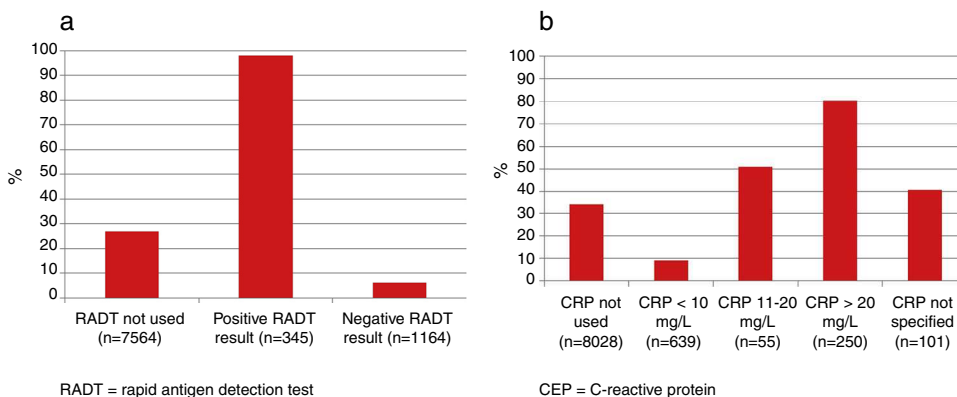 a
100
90
80
70
60
50
40
30
20
10
0
%
RADT not used
(n=7564)
Positive RADT
result (n=345)
Negative RADT
result (n=1164)
RADT = rapid antigen detection test
b
100
90
80
70
60
50
40
30
20
10
0
%
CRP not
used
(n=8028)
CRP < 10
mg/L
(n=639)
CRP 11-20
mg/L
(n=55)
CRP > 20
mg/L
(n=250)
CRP not
specified
(n=101)
CEP = C-reactive protein